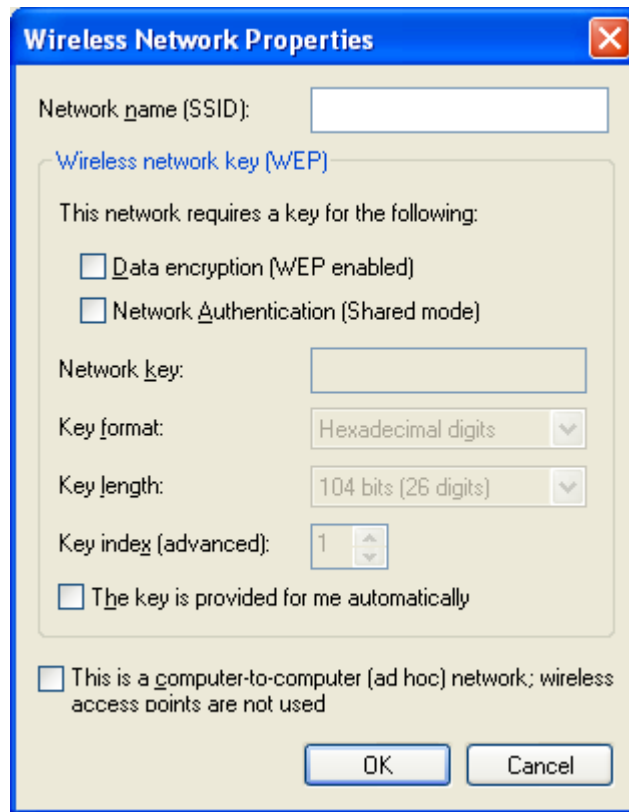 Wireless Network Properties
Network name (SSID):
Wireless network key (WEP)
This network requires a key for the following:
Data encryption (WEP enabled)
Network Authentication (Shared mode)
Network key:
Key format: Hexadecimal digits
Key length: 104 bits (26 digits)
Key index (advanced): 1
The key is provided for me automatically
This is a computer-to-computer (ad hoc) network; wireless
access points are not used
OK Cancel